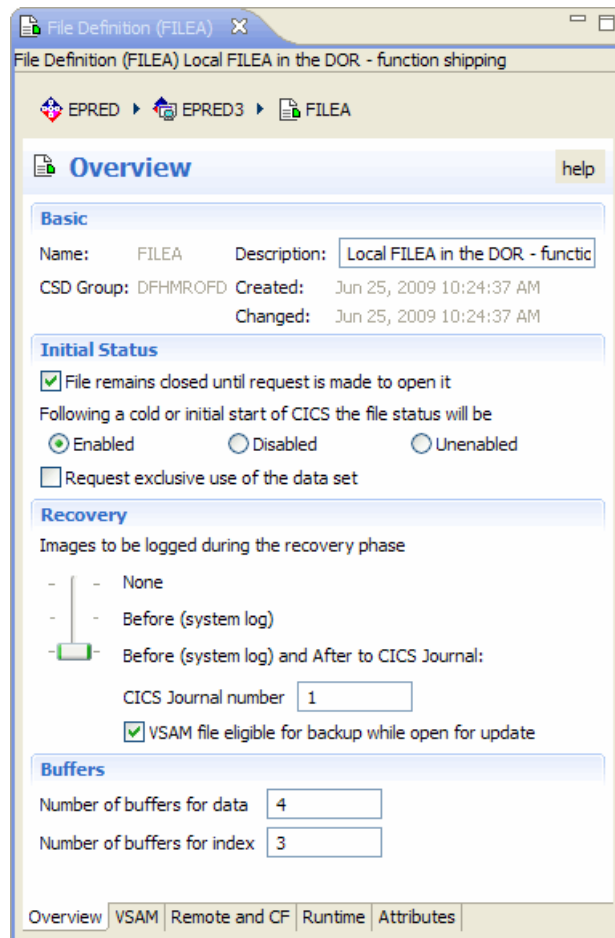 File Definition (FILEA)
File Definition (FILEA) Local FILEA in the DOR - function shipping
EPRED EPRED3 FILEA
Overview help
Basic
Name: FILEA Description: Local FILEA in the DOR - functic
CSD Group: DFHMROFD Created: Jun 25, 2009 10:24:37 AM
Changed: Jun 25, 2009 10:24:37 AM
Initial Status
File remains closed until request is made to open it
Following a cold or initial start of CICS the file status will be
Enabled Disabled Unenabled
Request exclusive use of the data set
Recovery
Images to be logged during the recovery phase
None
Before (system log)
Before (system log) and After to CICS Journal:
CICS Journal number 1
VSAM file eligible for backup while open for update
Buffers
Number of buffers for data 4
Number of buffers for index 3
Overview VSAM Remote and CF Runtime Attributes